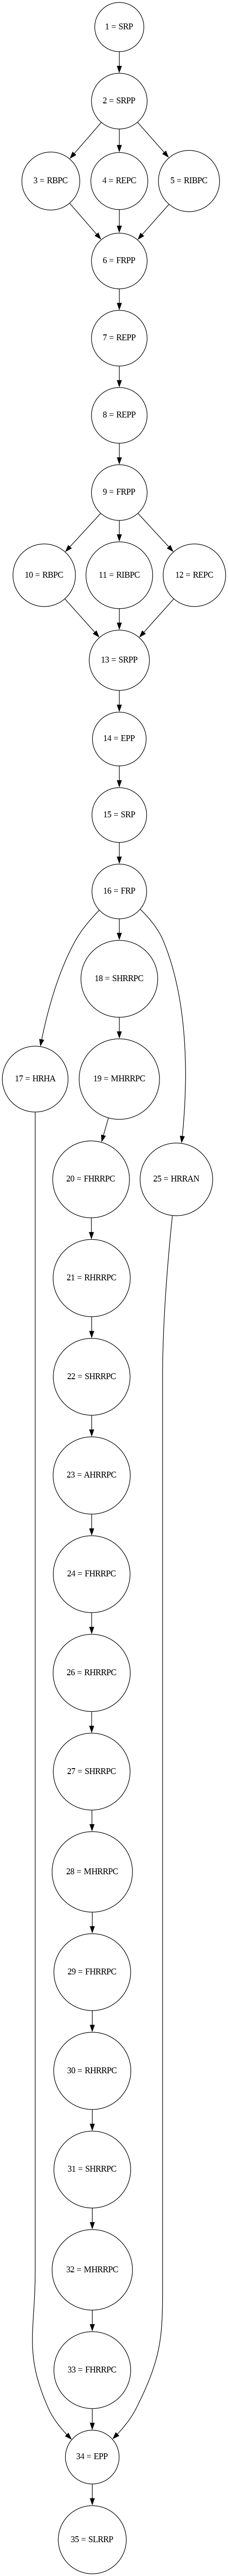 1 = SRP
2 = SRPP
3 = RBPC
4 = REPC
5 = RIBPC
6 = FRPP
7 = REPP
8 = REPP
9 = FRPP
10 = RBPC
11 = RIBPC
12 = REPC
13 = SRPP
14 = EPP
15 = SRP
16 = FRP
18 = SHRRPC
17 = HRHA
19 = MHRRPC
20 = FHRRPC
25 = HRRAN
21 = RHRRPC
22 = SHRRPC
23 = AHRRPC
24 = FHRRPC
26 = RHRRPC
27 = SHRRPC
28 = MHRRPC
29 = FHRRPC
30 = RHRRPC
31 = SHRRPC
32 = MHRRPC
33 = FHRRPC
34 = EPP
35 = SLRRP